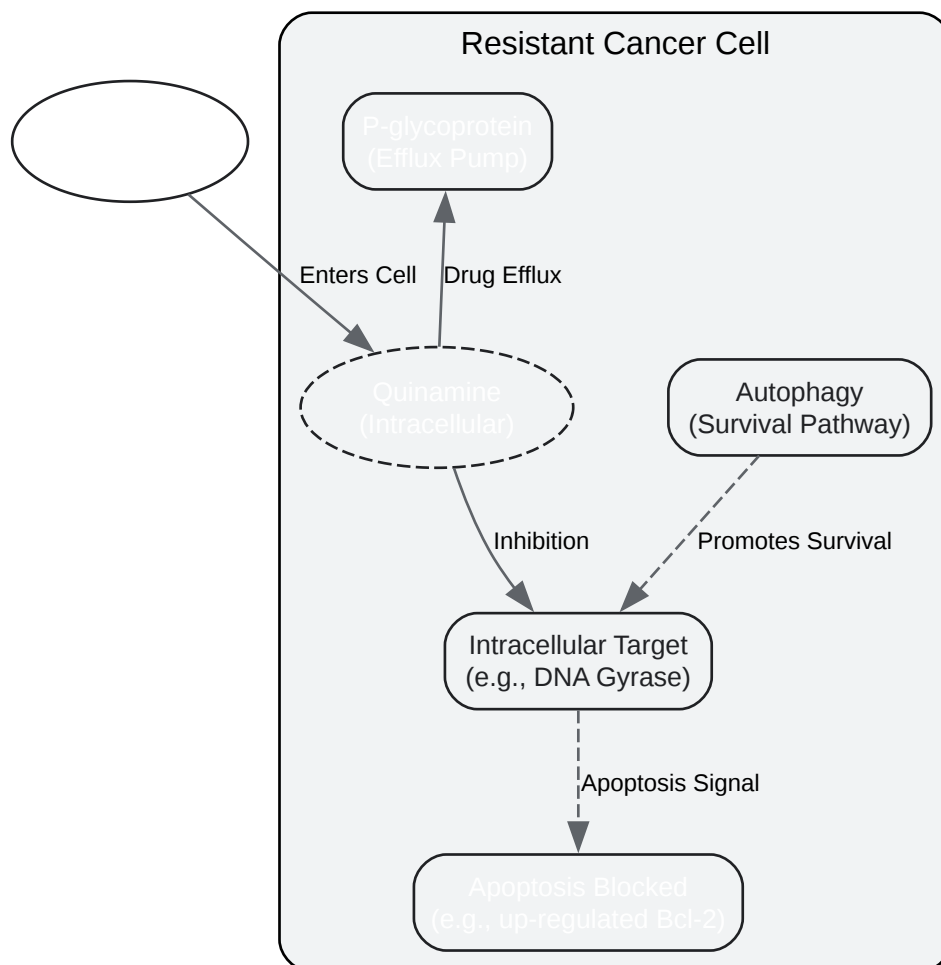 Resistant Cancer Cell
P-glycoprotein
(Efflux Pump)
Enters Cell
Drug Efflux
Quinamine
(Intracellular)
Autophagy
(Survival Pathway)
Inhibition
Promotes Survival
Intracellular Target
(e.g., DNA Gyrase)
Apoptosis Signal
Apoptosis Blocked
(e.g., up-regulated Bcl-2)